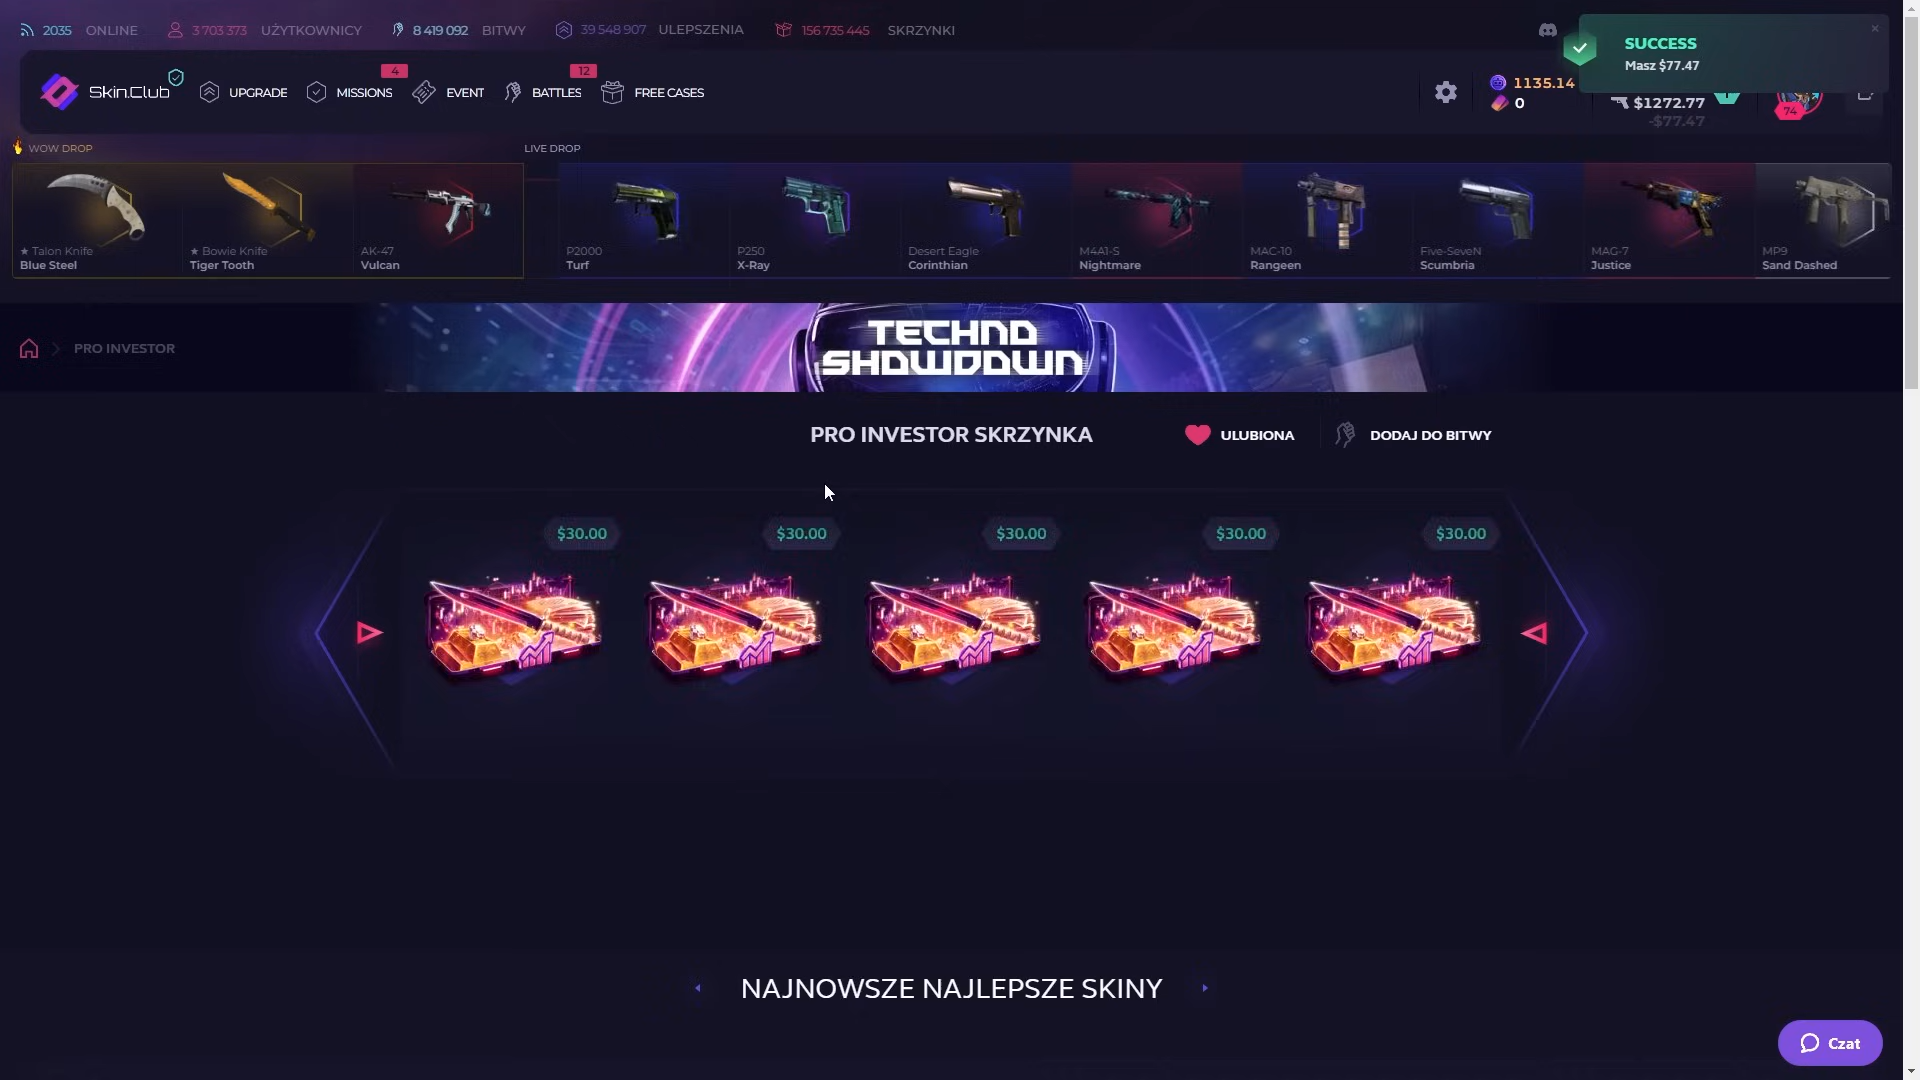 2035 ONLINE 3 703 373 UŻYTKOWNICY 8 419 092 BITWY 39 548 907 ULEPSZENIA 156 735 445 SKRZYNKI
SUCCESS
Masz $77.47
Skin.Club UPGRADE 4 MISSIONS EVENT 12 BATTLES FREE CASES
1135.14
0
$1272.77
-$77.47
74
WOW DROP LIVE DROP
★ Talon Knife
Blue Steel
★ Bowie Knife
Tiger Tooth
AK-47
Vulcan
P2000
Turf
P250
X-Ray
Desert Eagle
Corinthian
M4A1-S
Nightmare
MAC-10
Rangeen
Five-SeveN
Scumbria
MAG-7
Justice
MP9
Sand Dashed
PRO INVESTOR
TECHNO
SHOWDOWN
PRO INVESTOR SKRZYNKA ULUBIONA DODAJ DO BITWY
$30.00 $30.00 $30.00 $30.00 $30.00
NAJNOWSZE NAJLEPSZE SKINY
Czat